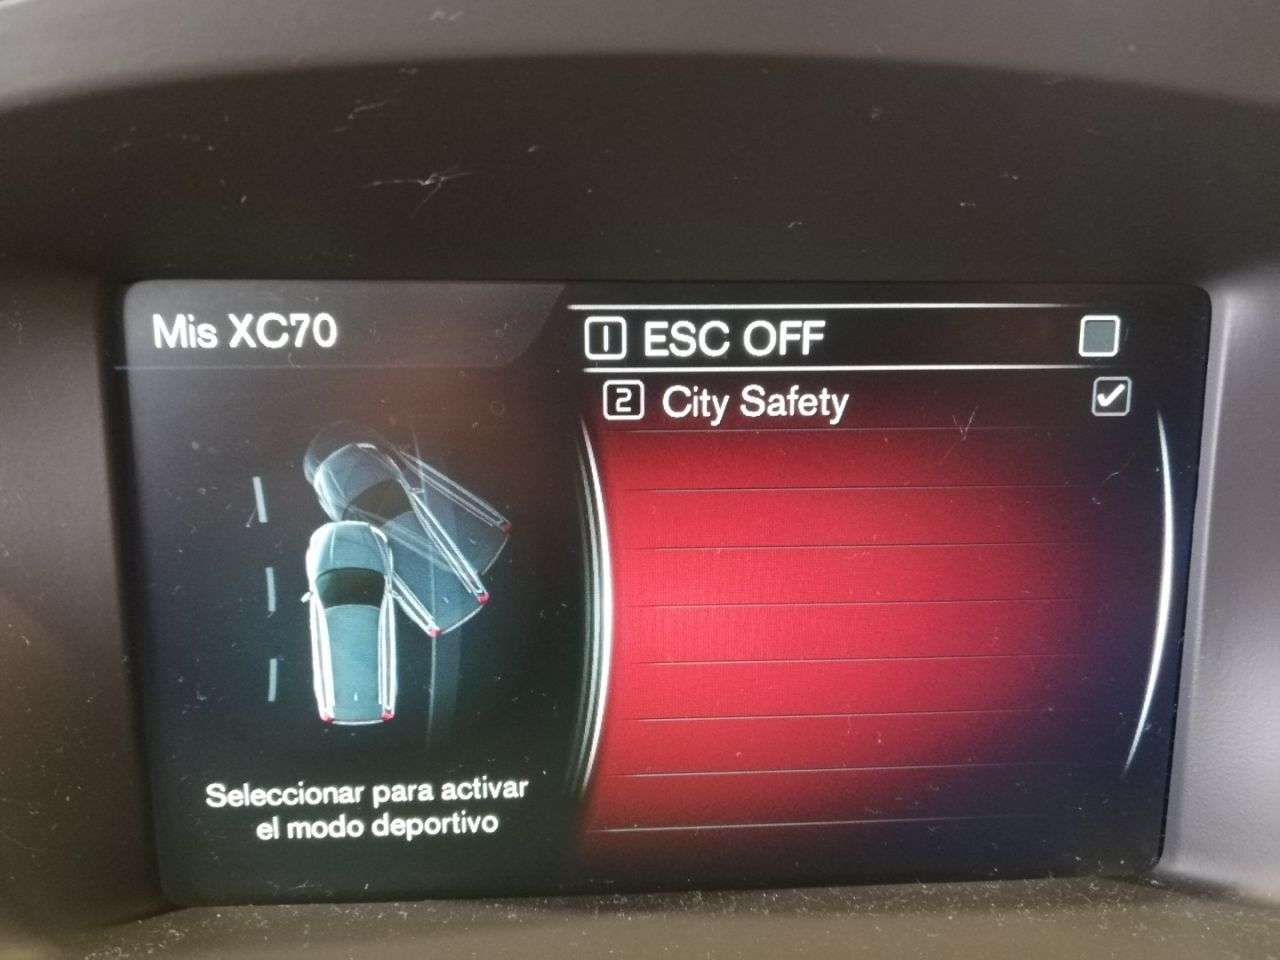 Mis XC70
1 ESC OFF
2 City Safety
Seleccionar para activar
el modo deportivo